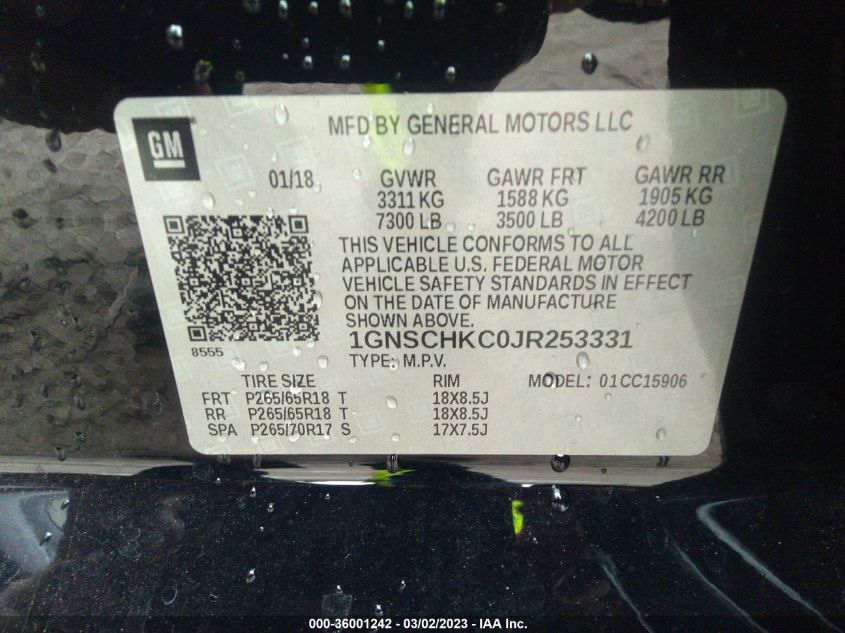 GM
MFD BY GENERAL MOTORS LLC
01/18 GVWR GAWR FRT GAWR RR
3311 KG 1588 KG 1905 KG
7300 LB 3500 LB 4200 LB
THIS VEHICLE CONFORMS TO ALL
APPLICABLE U.S. FEDERAL MOTOR
VEHICLE SAFETY STANDARDS IN EFFECT
ON THE DATE OF MANUFACTURE
SHOWN ABOVE.
8555
1GNSCHKC0JR253331
TYPE: M.P.V.
TIRE SIZE RIM MODEL: 01CC15906
FRT P265/65R18 T 18X8.5J
RR P265/65R18 T 18X8.5J
SPA P265/70R17 S 17X7.5J
000-36001242 - 03/02/2023 - IAA Inc.